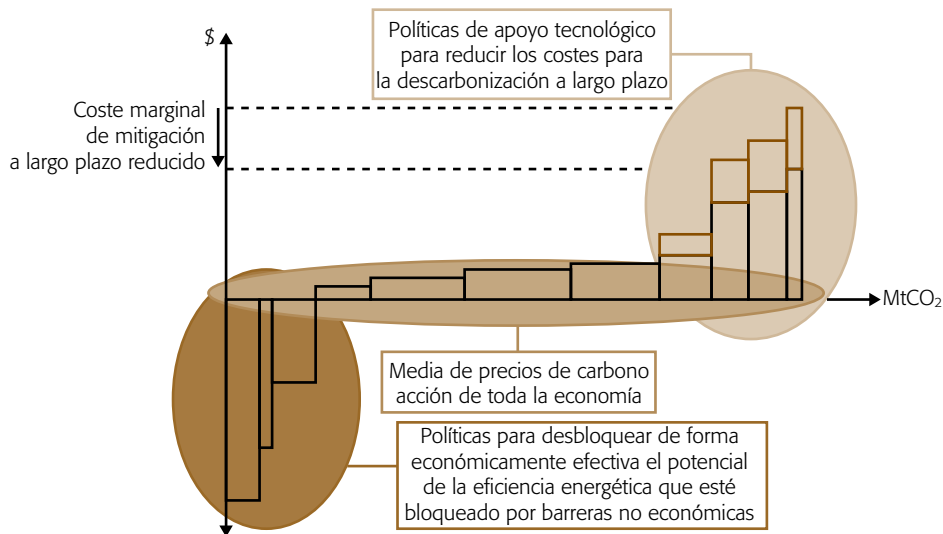 Políticas de apoyo tecnológico
para reducir los costes para
la descarbonización a largo plazo
$
Coste marginal
de mitigación
a largo plazo reducido
MtCO₂
Media de precios de carbono
acción de toda la economía
Políticas para desbloquear de forma
económicamente efectiva el potencial
de la eficiencia energética que esté
bloqueado por barreras no económicas